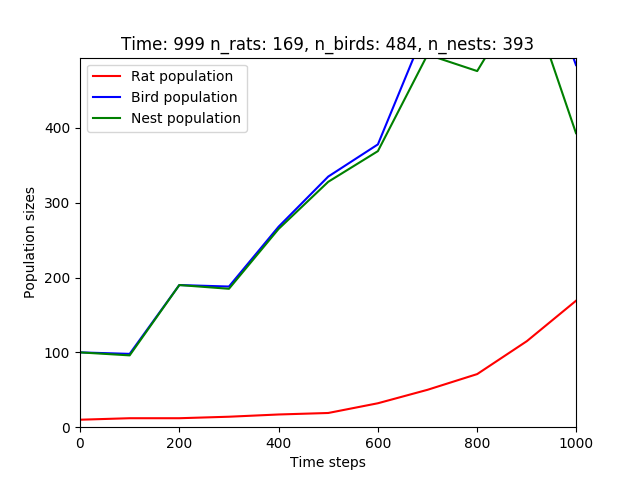 Time: 999 n_rats: 169, n_birds: 484, n_nests: 393
Rat population
Bird population
Nest population
400
300
200
100
0
Population sizes
0 200 400 600 800 1000
Time steps